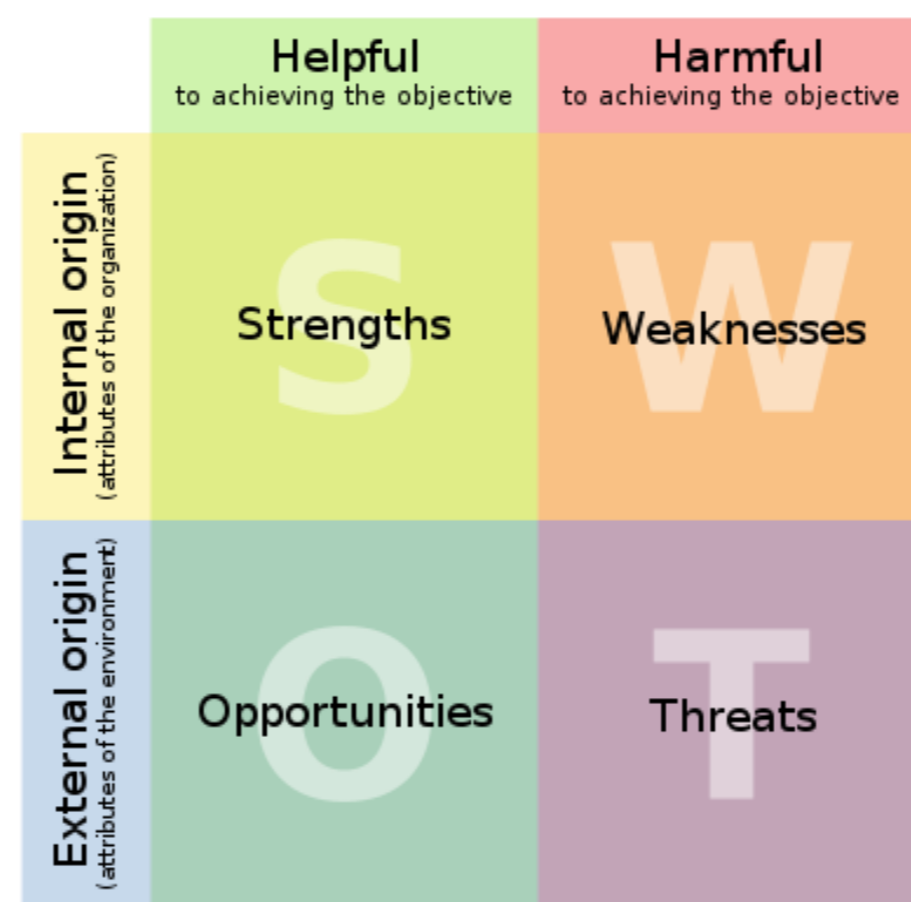 Helpful
to achieving the objective
Harmful
to achieving the objective
Internal origin
(attributes of the organization)
S
Strengths
W
Weaknesses
External origin
(attributes of the environment)
O
Opportunities
T
Threats